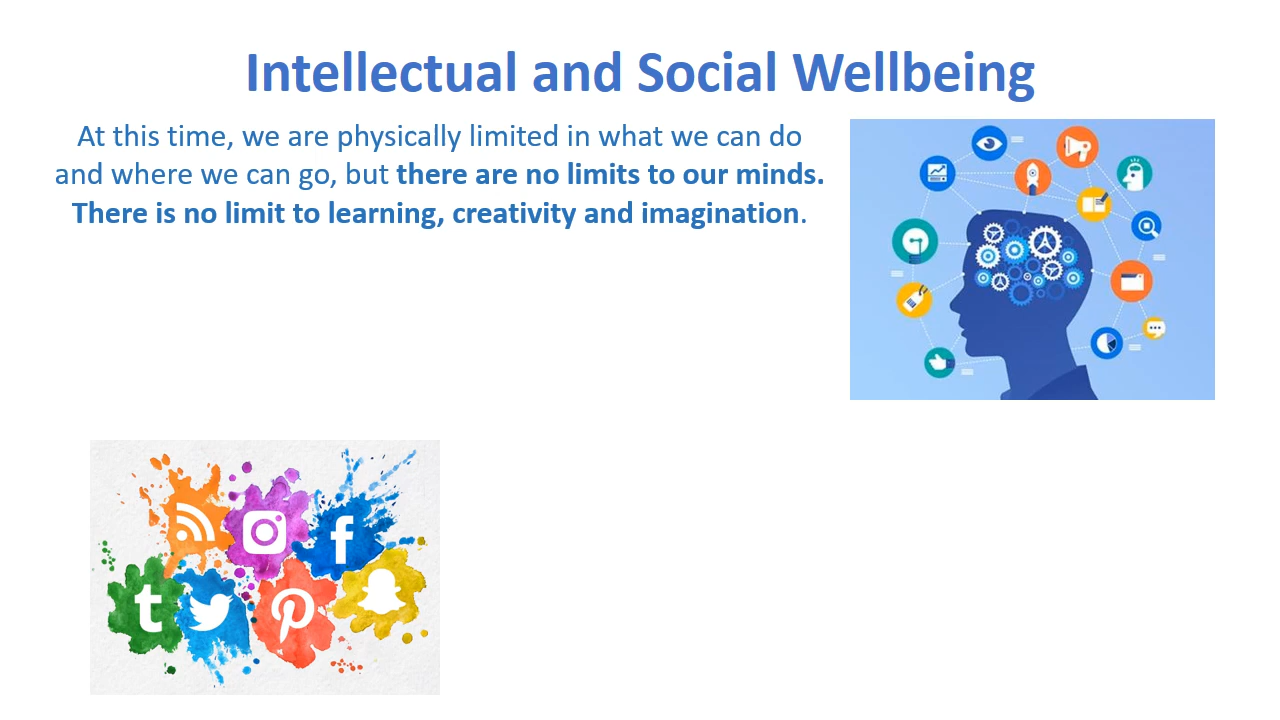 Intellectual and Social Wellbeing
At this time, we are physically limited in what we can do
and where we can go, but there are no limits to our minds.
There is no limit to learning, creativity and imagination.